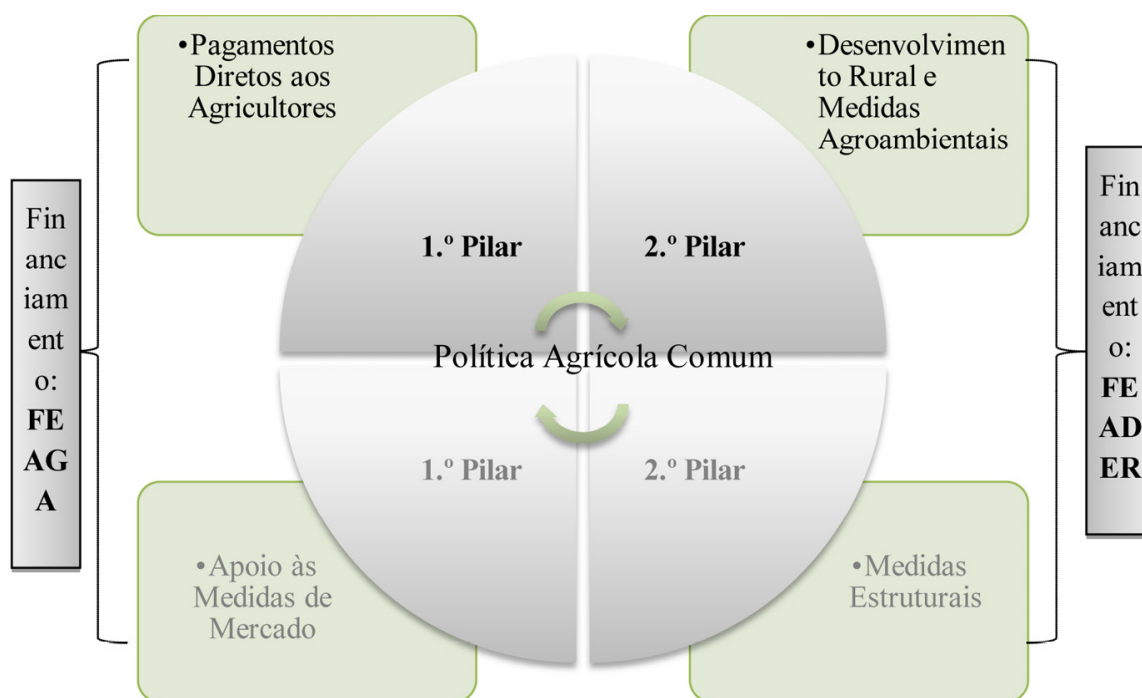 •Pagamentos
Diretos aos
Agricultores
•Desenvolvimen
to Rural e
Medidas
Agroambientais
Fin
anc
iam
ent
o:
FE
AG
A
1.º Pilar
2.º Pilar
Fin
anc
iam
ent
o:
FE
AD
ER
Política Agrícola Comum
1.º Pilar
2.º Pilar
•Apoio às
Medidas de
Mercado
•Medidas
Estruturais